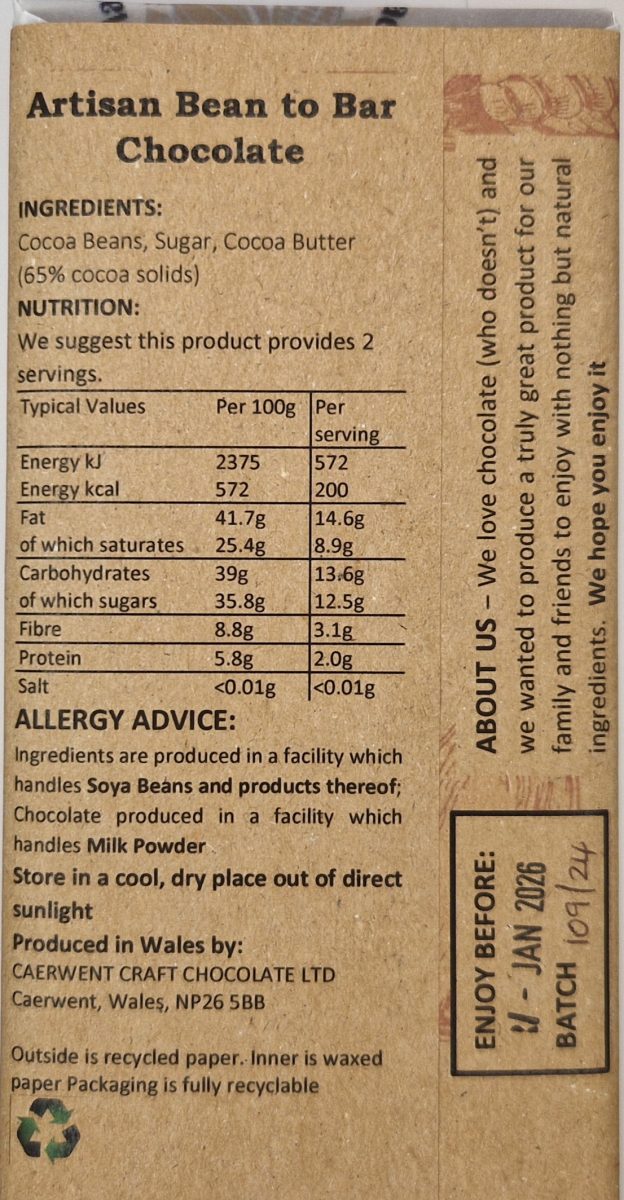 Artisan Bean to Bar
Chocolate
INGREDIENTS:
Cocoa Beans, Sugar, Cocoa Butter
(65% cocoa solids)
NUTRITION:
We suggest this product provides 2
servings.
Typical Values Per 100g Per
serving
Energy kJ 2375 572
Energy kcal 572 200
Fat 41.7g 14.6g
of which saturates 25.4g 8.9g
Carbohydrates 39g 13.6g
of which sugars 35.8g 12.5g
Fibre 8.8g 3.1g
Protein 5.8g 2.0g
Salt <0.01g <0.01g
ALLERGY ADVICE:
Ingredients are produced in a facility which
handles Soya Beans and products thereof;
Chocolate produced in a facility which
handles Milk Powder
Store in a cool, dry place out of direct
sunlight
Produced in Wales by:
CAERWENT CRAFT CHOCOLATE LTD
Caerwent, Wales, NP26 5BB
Outside is recycled paper. Inner is waxed
paper Packaging is fully recyclable
ABOUT US – We love chocolate (who doesn't) and
we wanted to produce a truly great product for our
family and friends to enjoy with nothing but natural
ingredients. We hope you enjoy it
ENJOY BEFORE:
- JAN 2026
BATCH 109/24